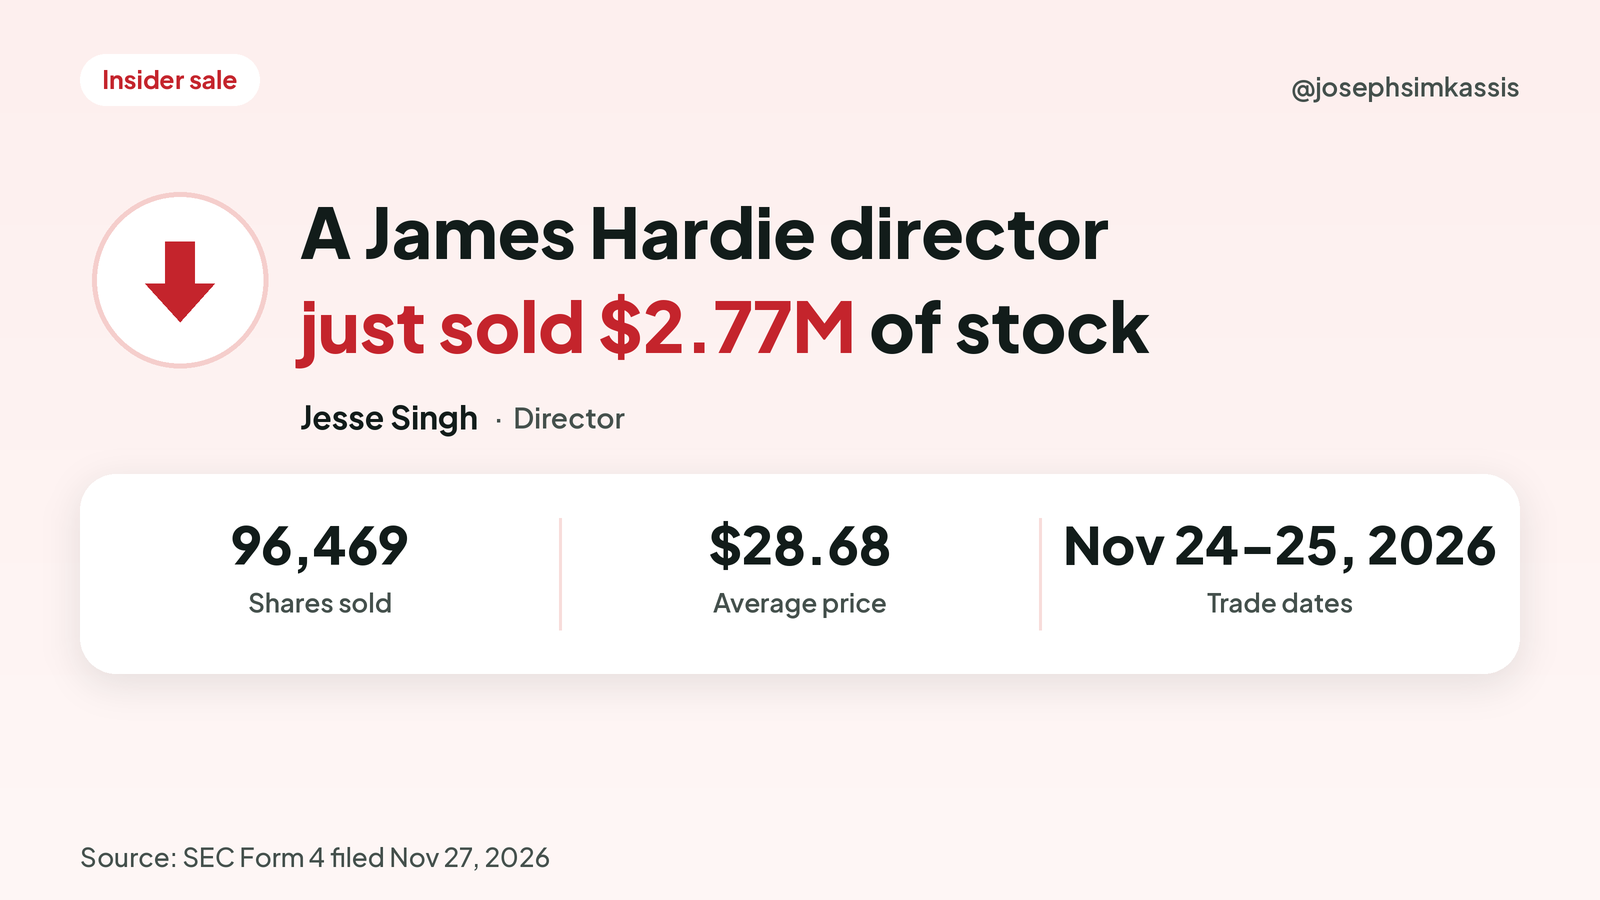 Insider sale
@josephsimkassis
A James Hardie director
just sold $2.77M of stock
Jesse Singh · Director
96,469
Shares sold
$28.68
Average price
Nov 24–25, 2026
Trade dates
Source: SEC Form 4 filed Nov 27, 2026